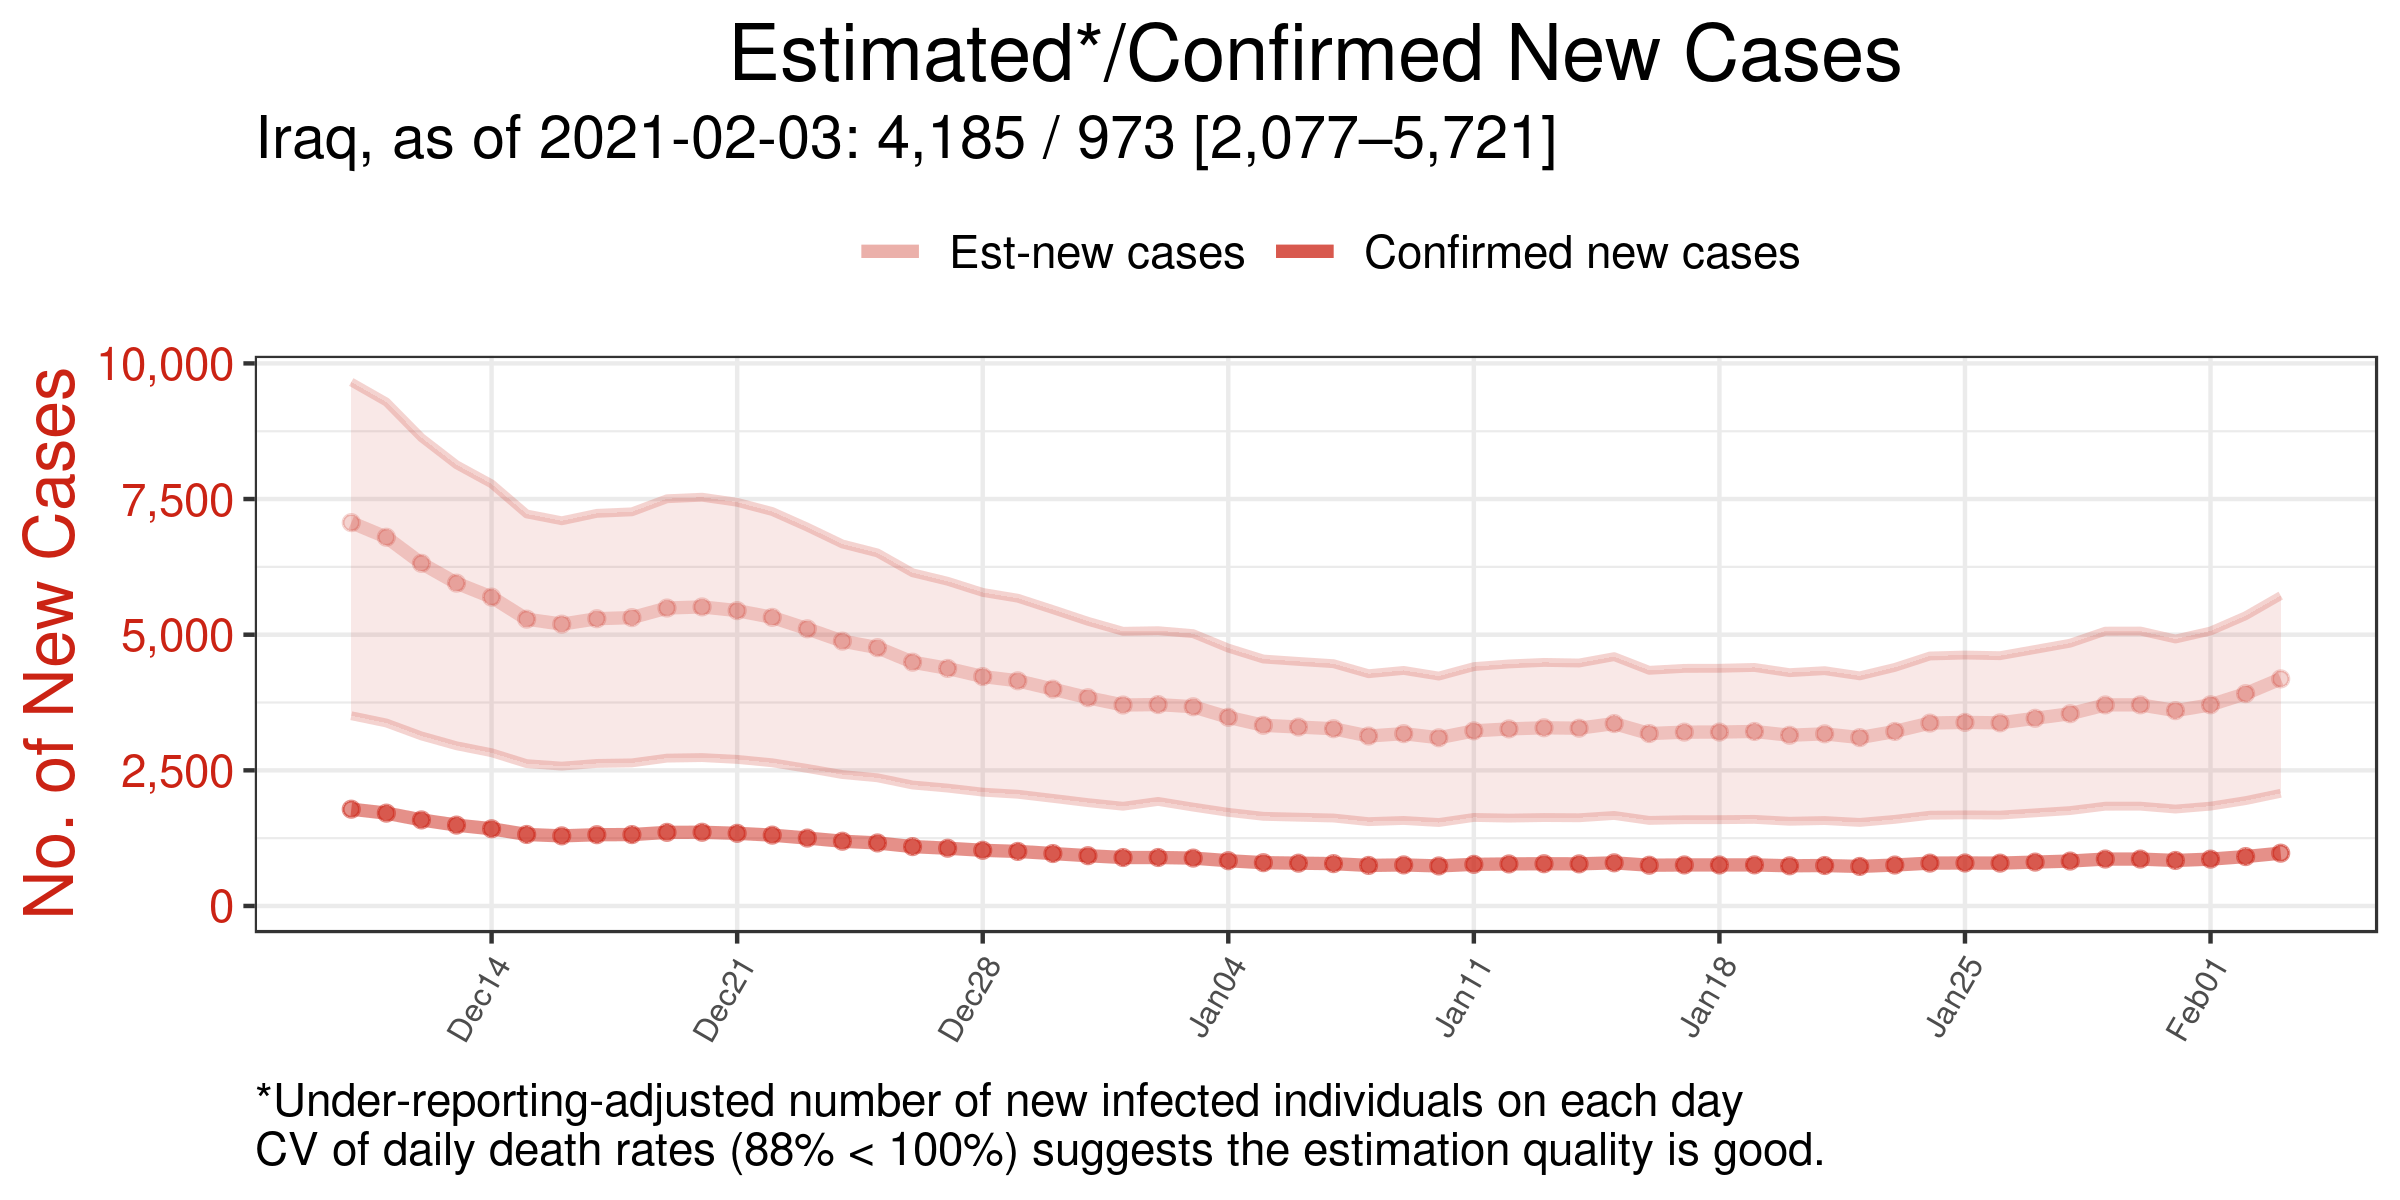 Estimated*/Confirmed New Cases
Iraq, as of 2021-02-03: 4,185 / 973 [2,077–5,721]
Est-new cases
Confirmed new cases
No. of New Cases
10,000
7,500
5,000
2,500
0
Dec14
Dec21
Dec28
Jan04
Jan11
Jan18
Jan25
Feb01
*Under-reporting-adjusted number of new infected individuals on each day
CV of daily death rates (88% < 100%) suggests the estimation quality is good.